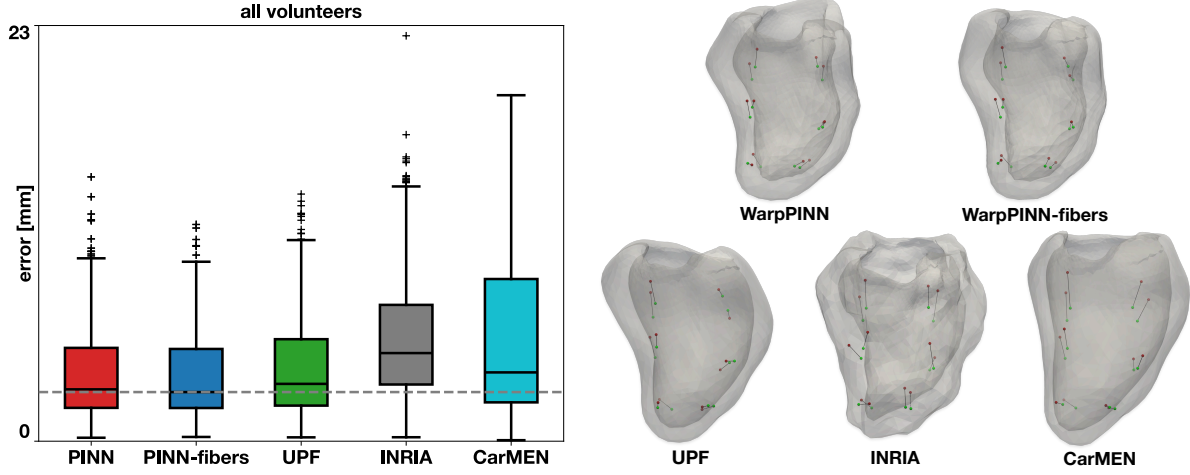 all volunteers
23
error [mm]
0
PINN PINN-fibers UPF INRIA CarMEN
WarpPINN WarpPINN-fibers
UPF INRIA CarMEN